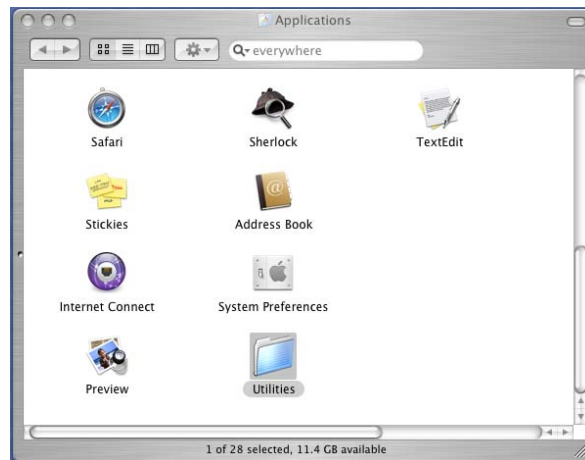 Applications
everywhere
Safari
Sherlock
TextEdit
Stickies
Address Book
Internet Connect
System Preferences
Preview
Utilities
1 of 28 selected, 11.4 GB available